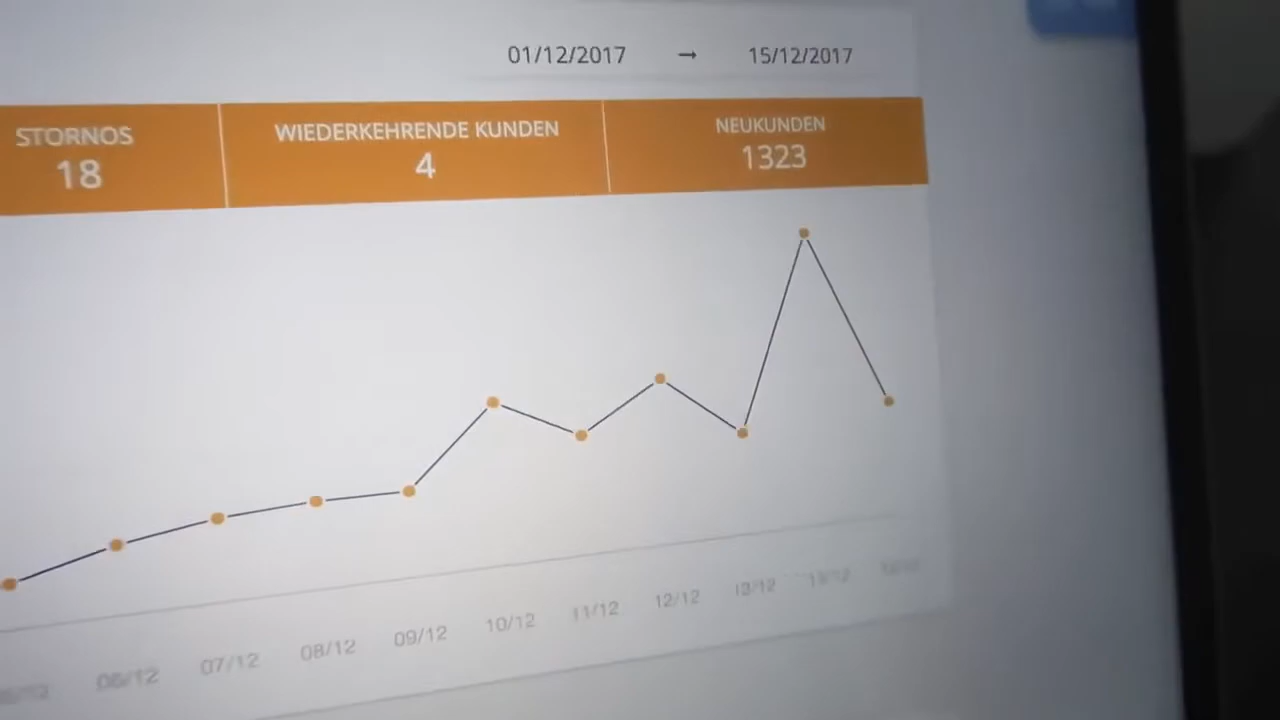 01/12/2017 → 15/12/2017
STORNOS
18
WIEDERKEHRENDE KUNDEN
4
NEUKUNDEN
1323
06/12 07/12 08/12 09/12 10/12 11/12 12/12 13/12